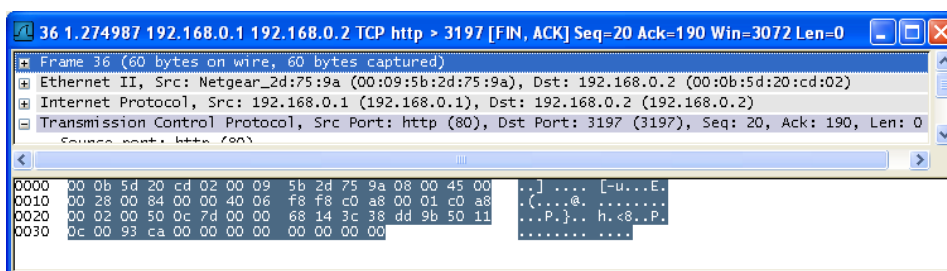 36 1.274987 192.168.0.1 192.168.0.2 TCP http > 3197 [FIN, ACK] Seq=20 Ack=190 Win=3072 Len=0
Frame 36 (60 bytes on wire, 60 bytes captured)
Ethernet II, Src: Netgear_2d:75:9a (00:09:5b:2d:75:9a), Dst: 192.168.0.2 (00:0b:5d:20:cd:02)
Internet Protocol, Src: 192.168.0.1 (192.168.0.1), Dst: 192.168.0.2 (192.168.0.2)
Transmission Control Protocol, Src Port: http (80), Dst Port: 3197 (3197), Seq: 20, Ack: 190, Len: 0
Source port: http (80)
0000 00 0b 5d 20 cd 02 00 09 5b 2d 75 9a 08 00 45 00 ..] .... [-u...E.
0010 00 28 00 84 00 00 40 06 f8 f8 c0 a8 00 01 c0 a8 .(....@. ........
0020 00 02 00 50 0c 7d 00 00 68 14 3c 38 dd 9b 50 11 ...P.}.. h.<8..P.
0030 0c 00 93 ca 00 00 00 00 00 00 00 00 ........ ....